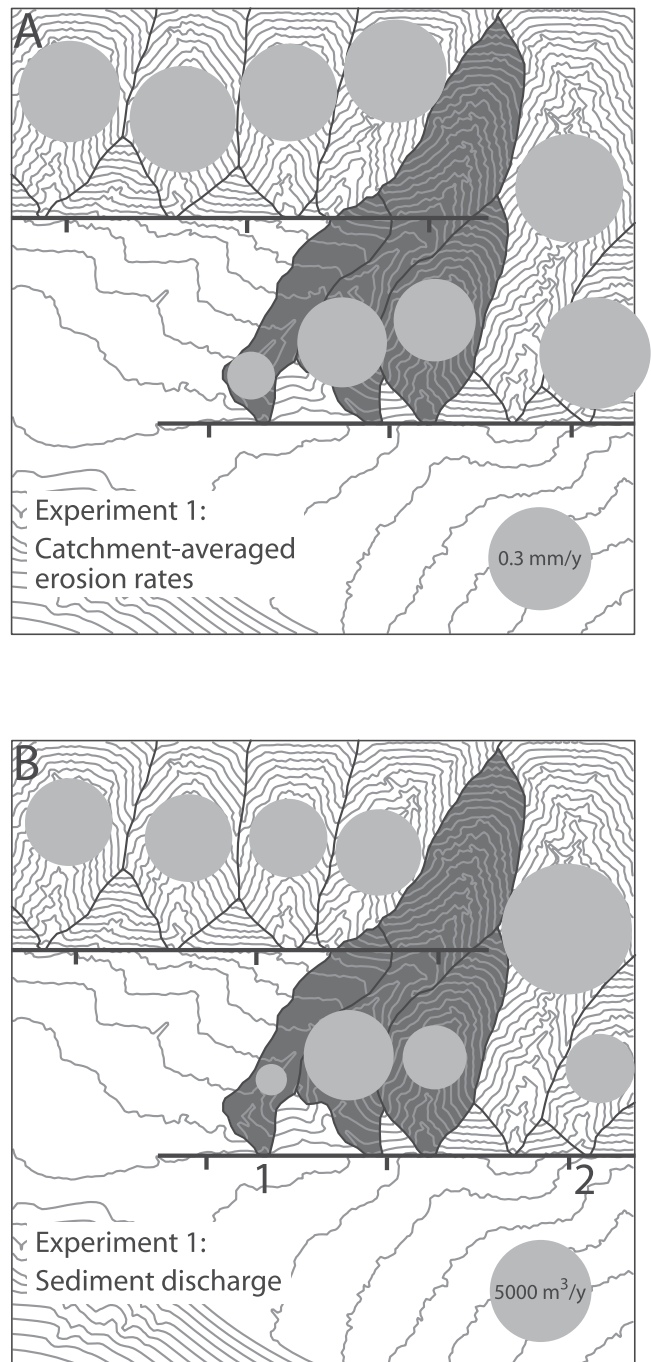 A
Experiment 1:
Catchment-averaged
erosion rates
0.3 mm/y
B
1
2
Experiment 1:
Sediment discharge
5000 m³/y